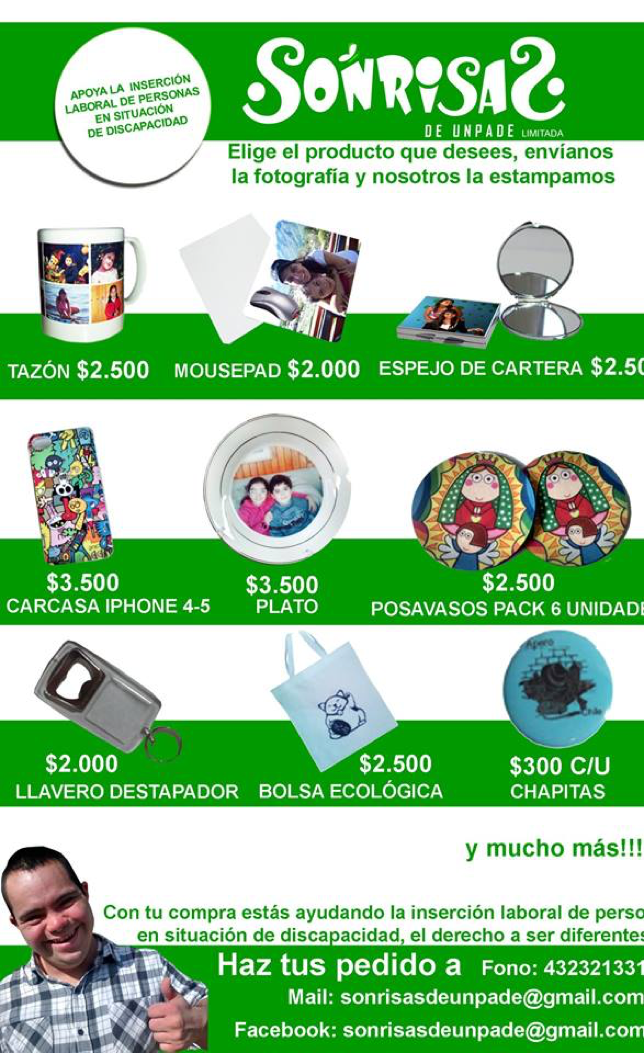 APOYA LA INSERCIÓN
LABORAL DE PERSONAS
EN SITUACIÓN
DE DISCAPACIDAD
SONRISAS
DE UNPADE LIMITADA
Elige el producto que desees, envíanos
la fotografía y nosotros la estampamos
TAZÓN $2.500
MOUSEPAD $2.000
ESPEJO DE CARTERA $2.50
$3.500
CARCASA IPHONE 4-5
$3.500
PLATO
$2.500
POSAVASOS PACK 6 UNIDADE
Apero
Chile
$2.000
LLAVERO DESTAPADOR
$2.500
BOLSA ECOLÓGICA
$300 C/U
CHAPITAS
y mucho más!!!
Con tu compra estás ayudando la inserción laboral de perso
en situación de discapacidad, el derecho a ser diferentes
Haz tus pedido a Fono: 432321331
Mail: sonrisasdeunpade@gmail.com
Facebook: sonrisasdeunpade@gmail.com